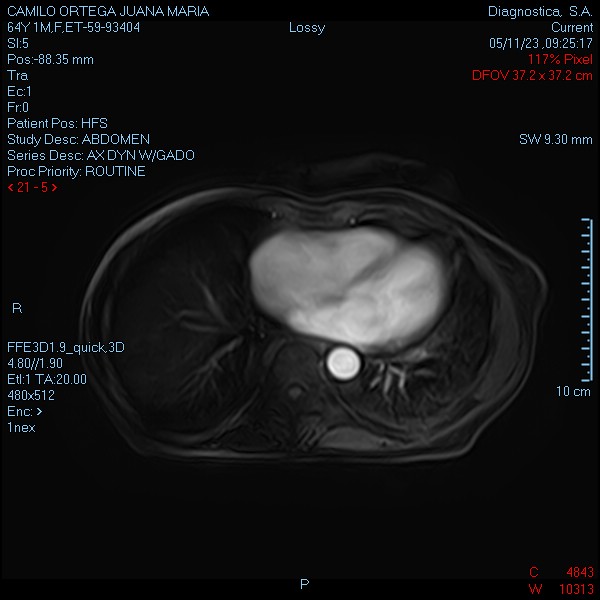 CAMILO ORTEGA JUANA MARIA
64Y 1M,F,ET-59-93404
Sl:5
Pos:-88.35 mm
Tra
Ec:1
Fr:0
Patient Pos: HFS
Study Desc: ABDOMEN
Series Desc: AX DYN W/GADO
Proc Priority: ROUTINE
< 21 - 5 >
Lossy
Diagnostica, S.A.
Current
05/11/23 ,09:25:17
117% Pixel
DFOV 37.2 x 37.2 cm
SW 9.30 mm
R
FFE3D1.9_quick,3D
4.80//1.90
Etl:1 TA:20.00
480x512
Enc: >
1nex
10 cm
P
C 4843
W 10313